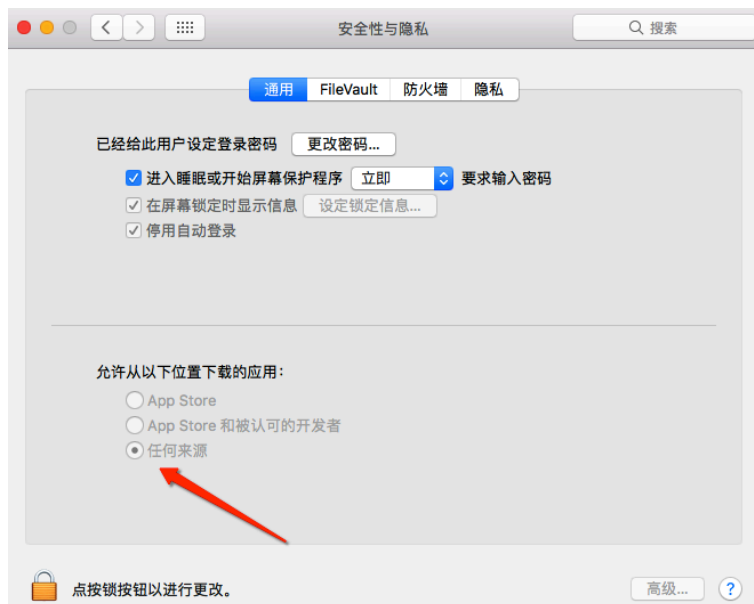 安全性与隐私 搜索
通用 FileVault 防火墙 隐私
已经给此用户设定登录密码 更改密码...
进入睡眠或开始屏幕保护程序 立即 要求输入密码
在屏幕锁定时显示信息 设定锁定信息...
停用自动登录
允许从以下位置下载的应用：
App Store
App Store 和被认可的开发者
任何来源
点按锁按钮以进行更改。 高级... ?